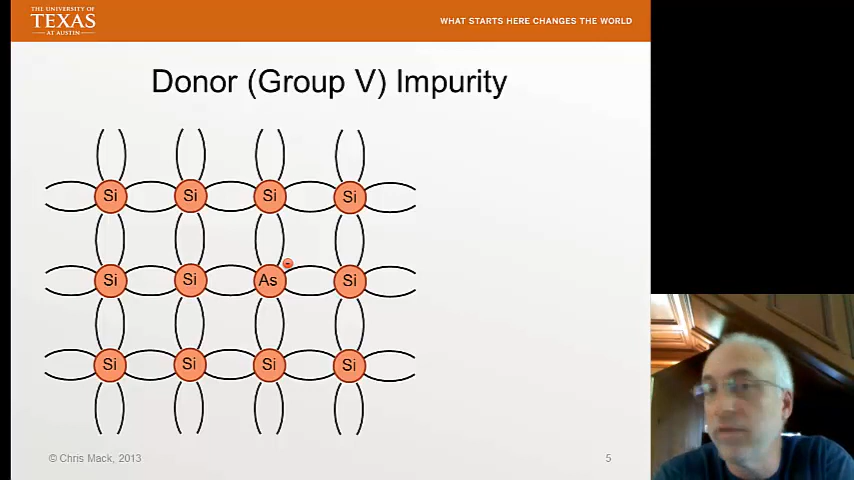 THE UNIVERSITY OF
TEXAS
AT AUSTIN
WHAT STARTS HERE CHANGES THE WORLD
Donor (Group V) Impurity
Si Si Si Si
-
Si Si As Si
Si Si Si Si
© Chris Mack, 2013
5